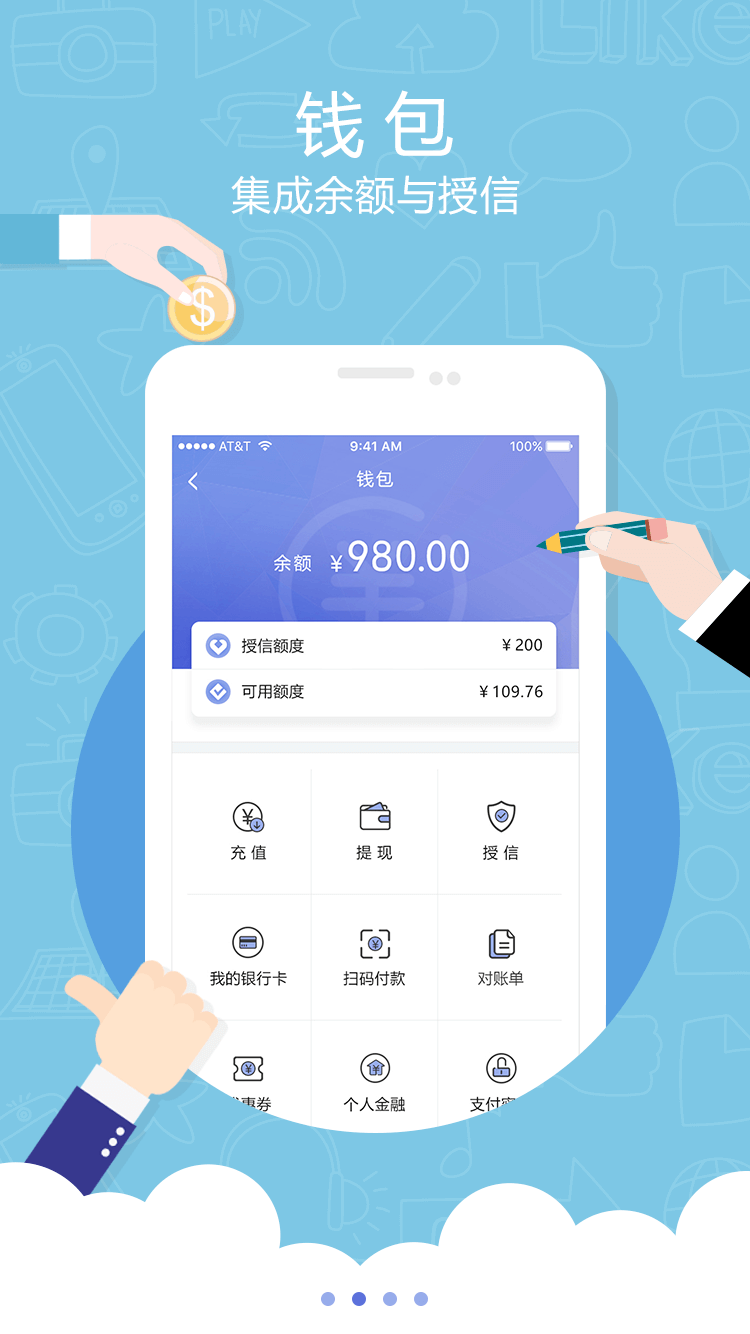 PLAY
LIKE
钱包
集成余额与授信
$
AT&T 9:41 AM 100%
钱包
余额 ¥980.00
授信额度 ¥200
可用额度 ¥109.76
充值 提现 授信
我的银行卡 扫码付款 对账单
惠券 个人金融 支付